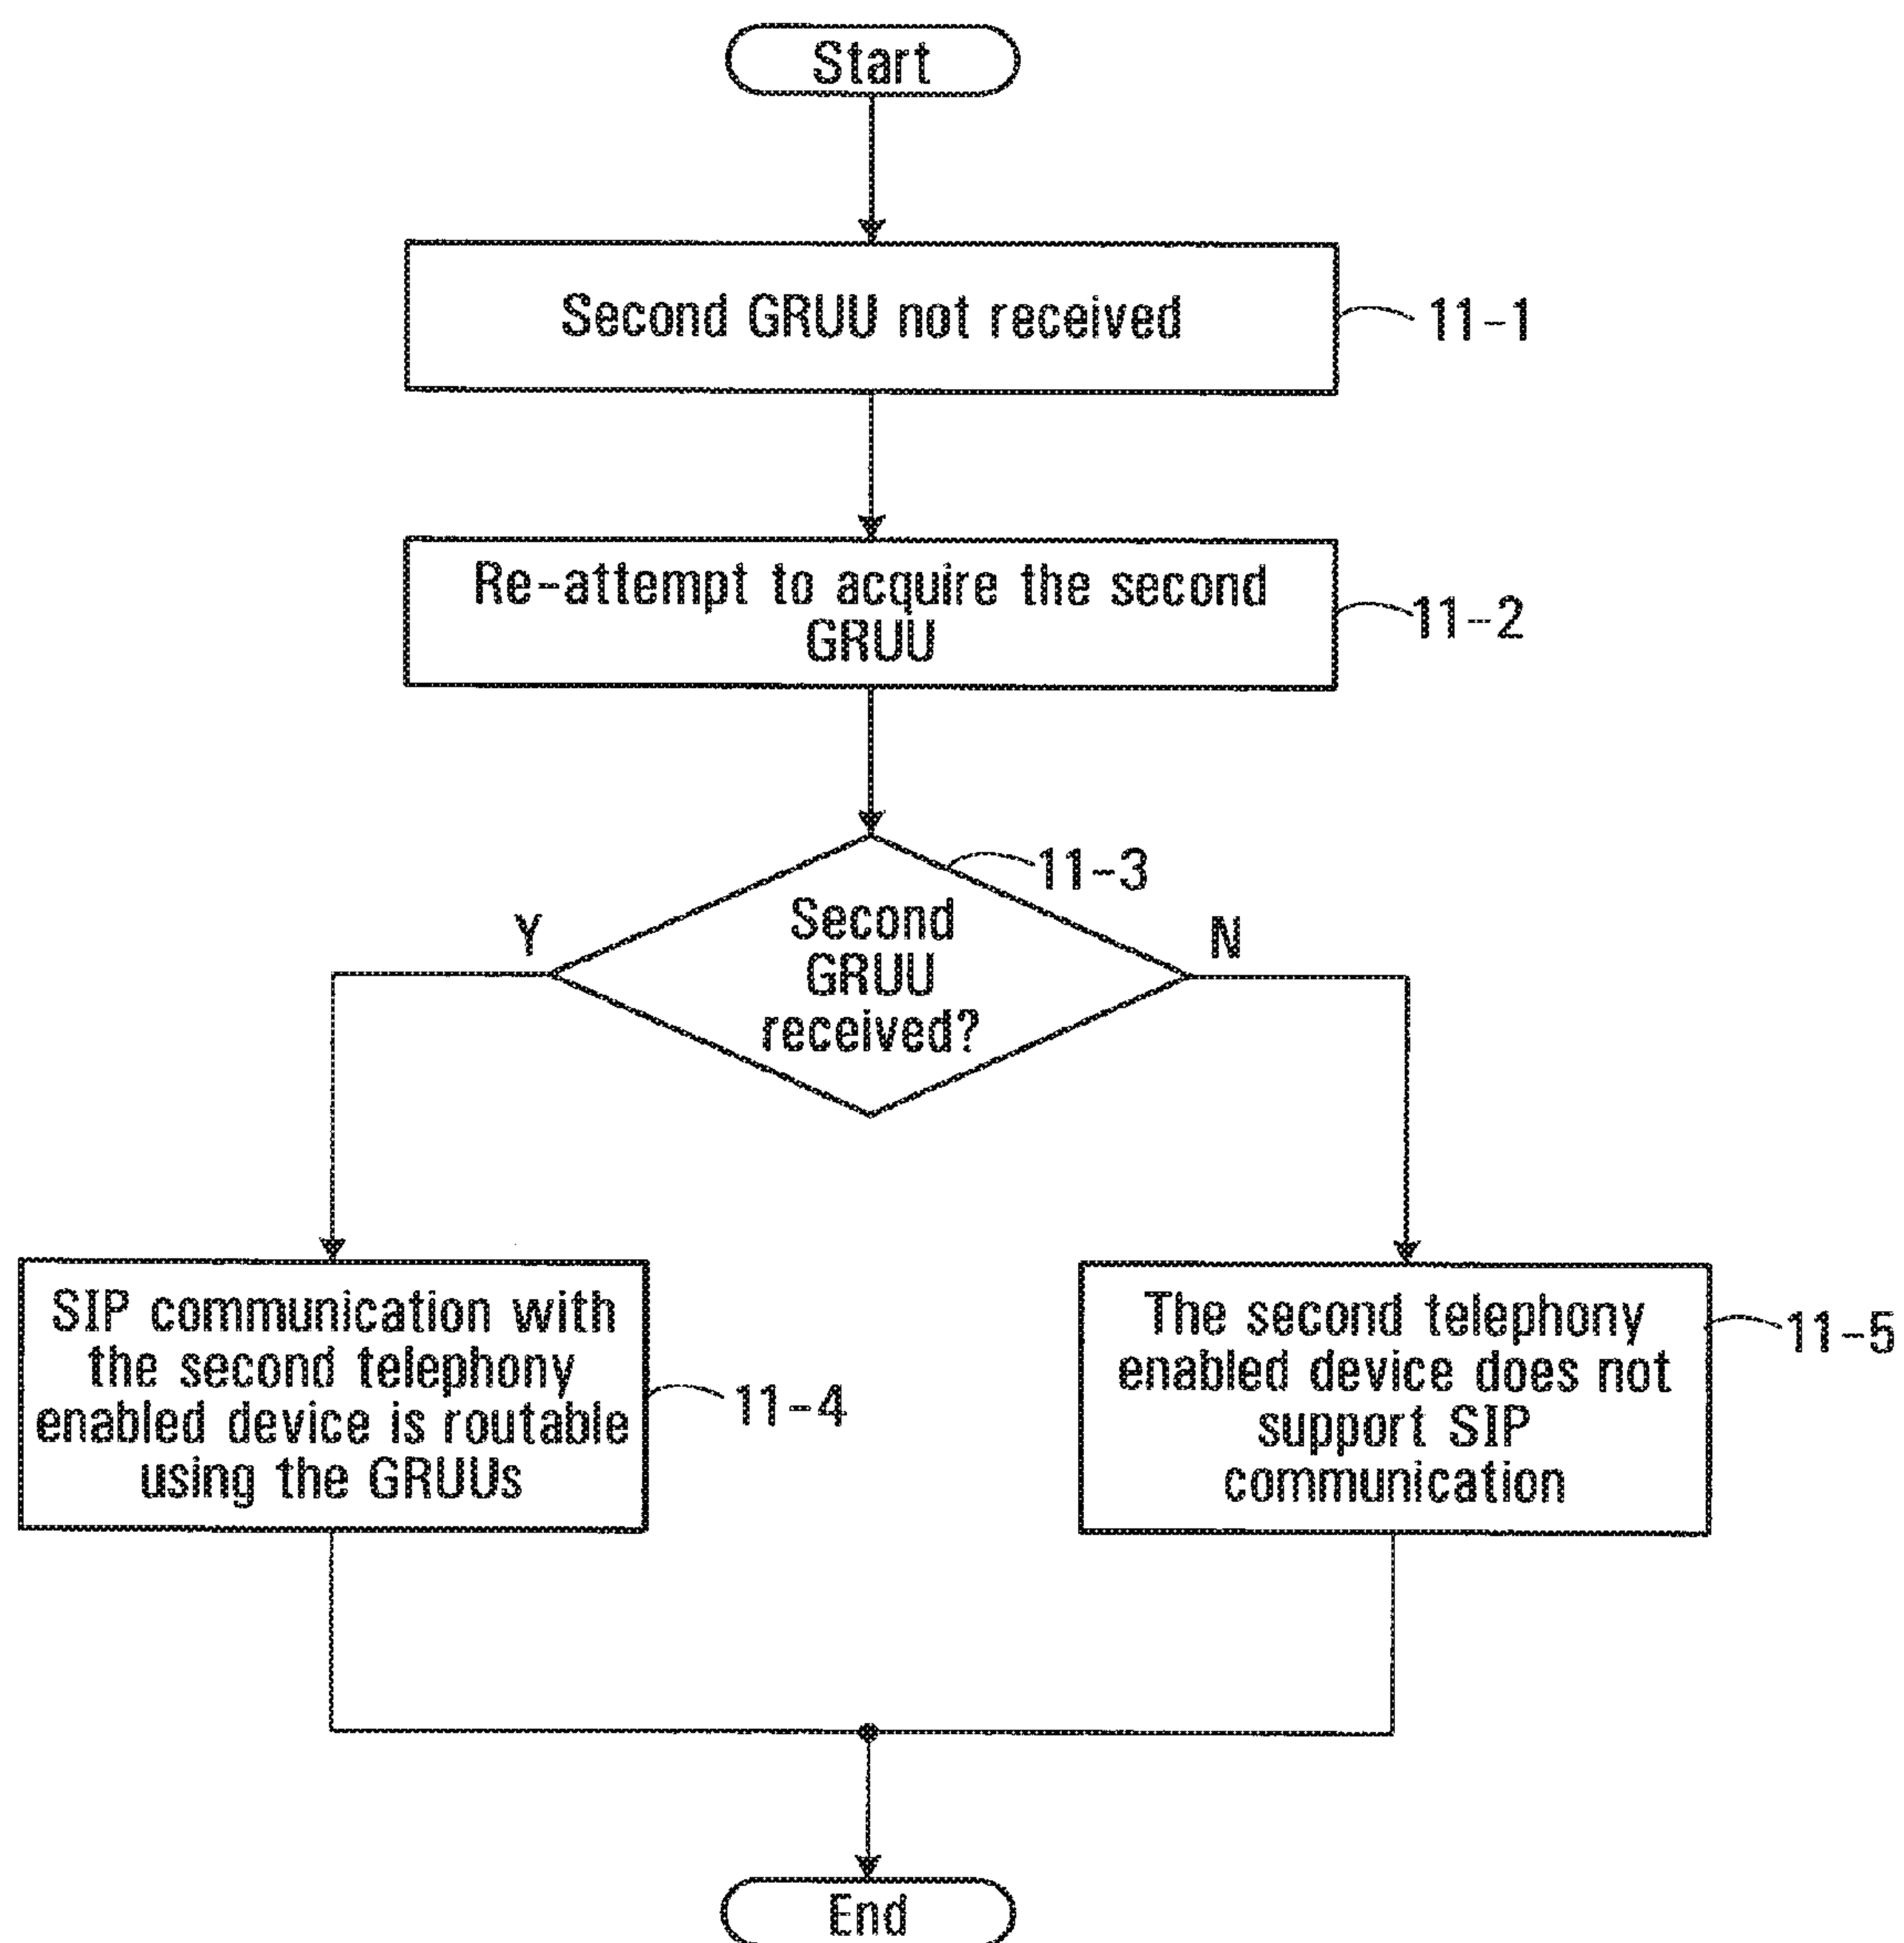 Start
Second GRUU not received
11-1
Re-attempt to acquire the second
GRUU
11-2
11-3
Second
GRUU
received?
Y
N
SIP communication with
the second telephony
enabled device is routable
using the GRUUs
11-4
The second telephony
enabled device does not
support SIP
communication
11-5
End